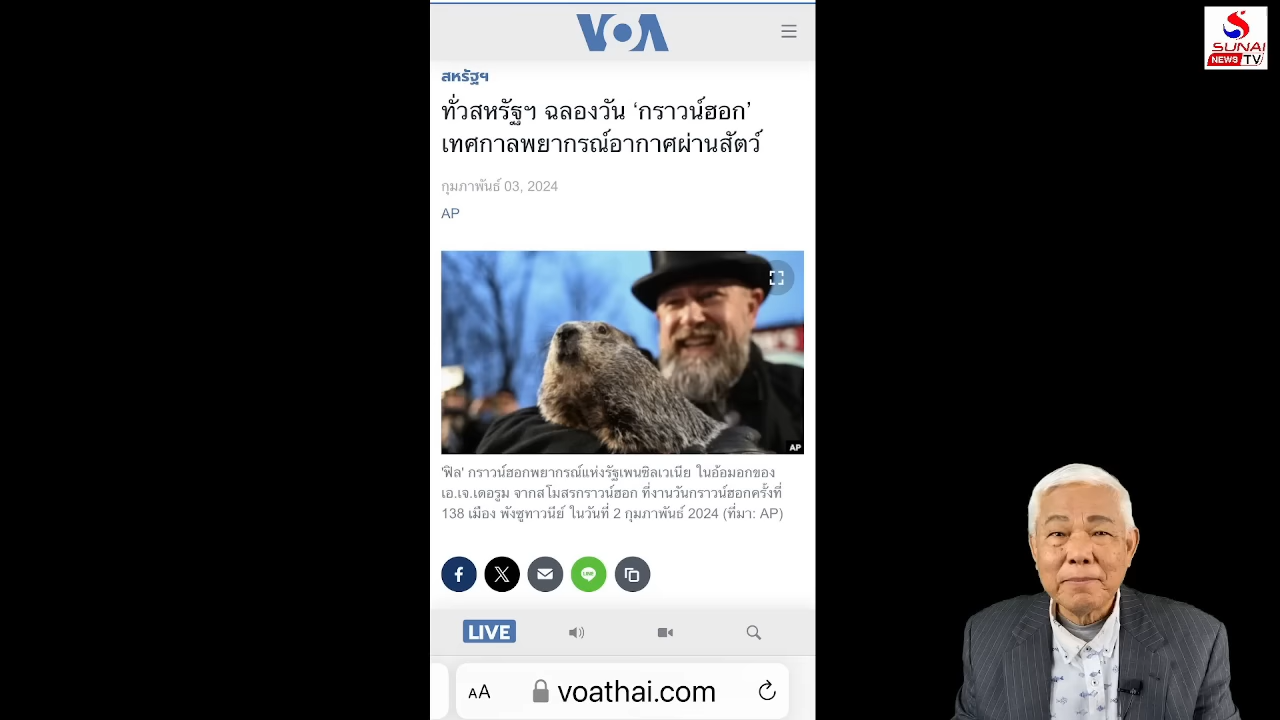 VOA
SUNAI
NEWS TV
สหรัฐฯ
ทั่วสหรัฐฯ ฉลองวัน ‘กราวน์ฮอก’
เทศกาลพยากรณ์อากาศผ่านสัตว์
กุมภาพันธ์ 03, 2024
AP
AP
'ฟิล' กราวน์ฮอกพยากรณ์แห่งรัฐเพนซิลเวเนีย ในอ้อมอกของ
เอ.เจ.เดอรูม จากสโมสรกราวน์ฮอก ที่งานวันกราวน์ฮอกครั้งที่
138 เมือง พังซูทาวนีย์ ในวันที่ 2 กุมภาพันธ์ 2024 (ที่มา: AP)
LINE
LIVE
AA voathai.com